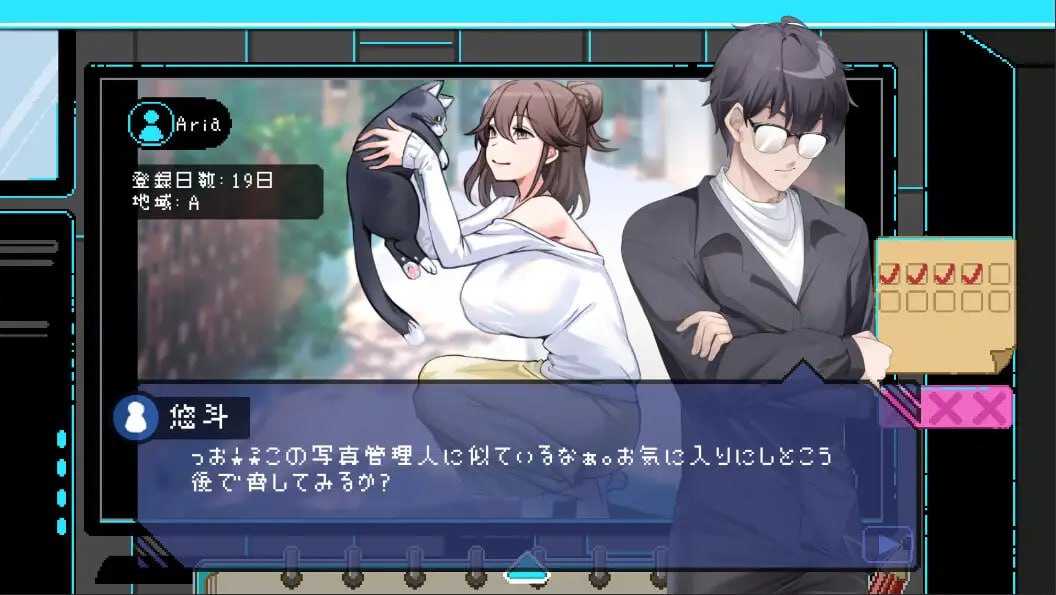 Aria
登録日数: 19日
地域: A
悠斗
っお この写真管理人に似ているなぁ。お気に入りにしとこう
後で脅してみるか?